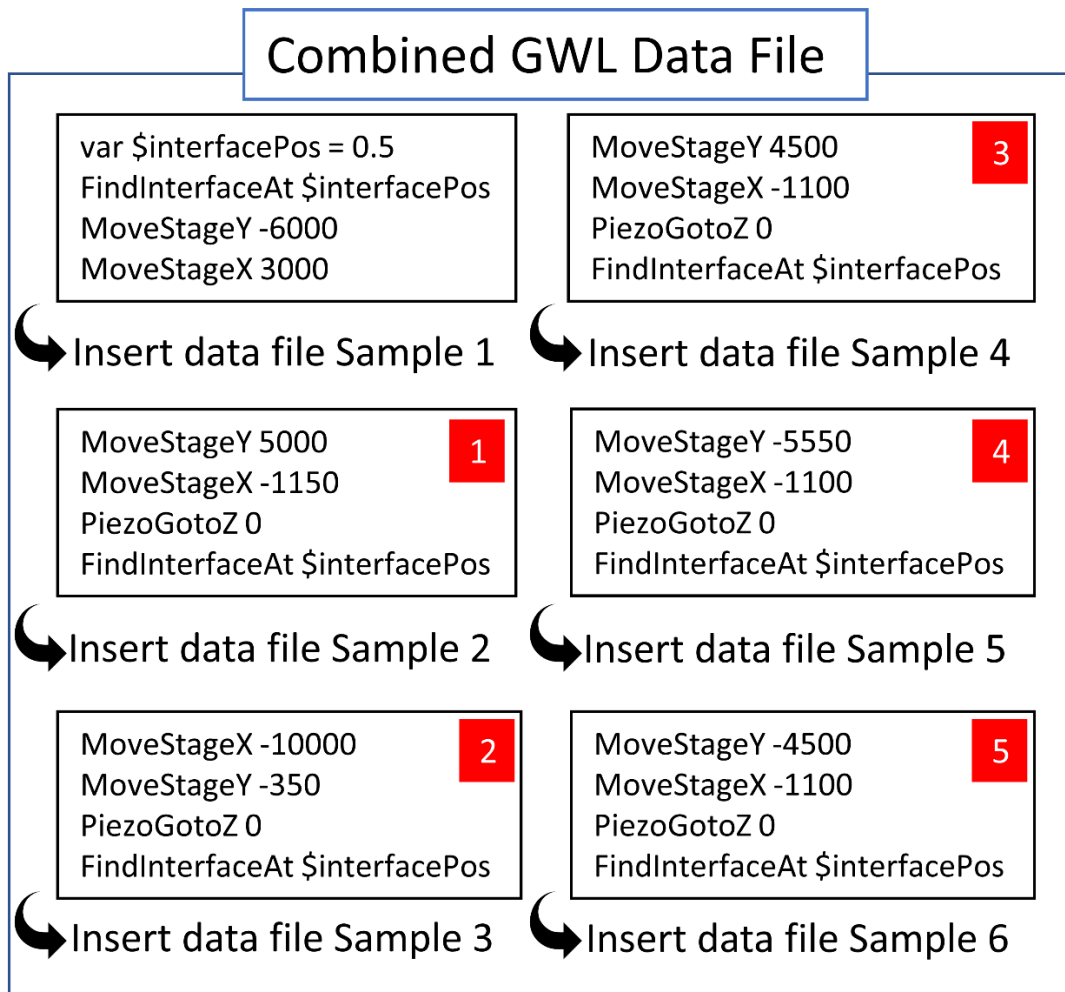 Combined GWL Data File
var $interfacePos = 0.5
FindInterfaceAt $interfacePos
MoveStageY -6000
MoveStageX 3000
Insert data file Sample 1
MoveStageY 5000
1
MoveStageX -1150
PiezoGotoZ 0
FindInterfaceAt $interfacePos
Insert data file Sample 2
MoveStageX -10000
2
MoveStageY -350
PiezoGotoZ 0
FindInterfaceAt $interfacePos
Insert data file Sample 3
MoveStageY 4500
3
MoveStageX -1100
PiezoGotoZ 0
FindInterfaceAt $interfacePos
Insert data file Sample 4
MoveStageY -5550
4
MoveStageX -1100
PiezoGotoZ 0
FindInterfaceAt $interfacePos
Insert data file Sample 5
MoveStageY -4500
5
MoveStageX -1100
PiezoGotoZ 0
FindInterfaceAt $interfacePos
Insert data file Sample 6